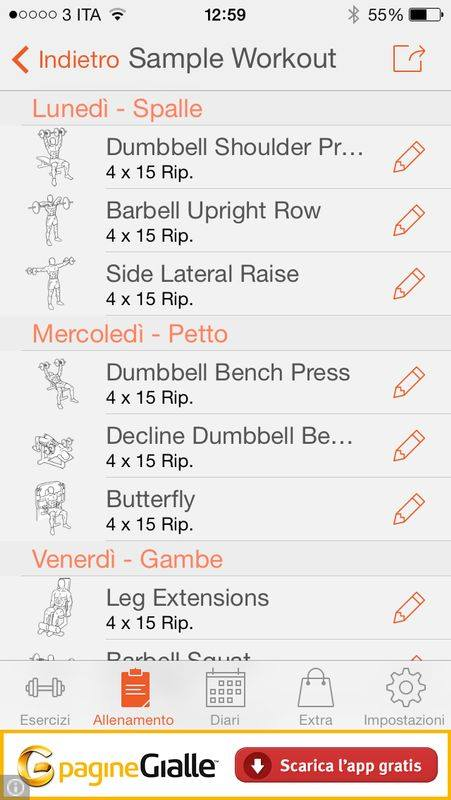 3 ITA 12:59 55%
Indietro Sample Workout
Lunedì - Spalle
Dumbbell Shoulder Pr...
4 x 15 Rip.
Barbell Upright Row
4 x 15 Rip.
Side Lateral Raise
4 x 15 Rip.
Mercoledì - Petto
Dumbbell Bench Press
4 x 15 Rip.
Decline Dumbbell Be...
4 x 15 Rip.
Butterfly
4 x 15 Rip.
Venerdì - Gambe
Leg Extensions
4 x 15 Rip.
Barbell Squat
Esercizi Allenamento Diari Extra Impostazioni
pagineGialle Scarica l'app gratis